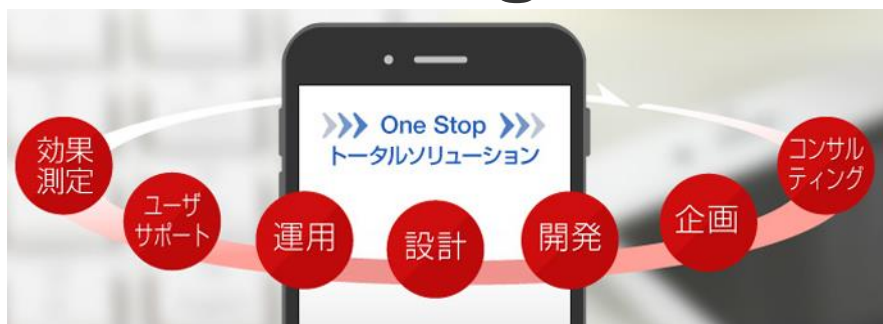 >>> One Stop >>>
トータルソリューション
効果
測定
ユーザ
サポート
運用
設計
開発
企画
コンサル
ティング